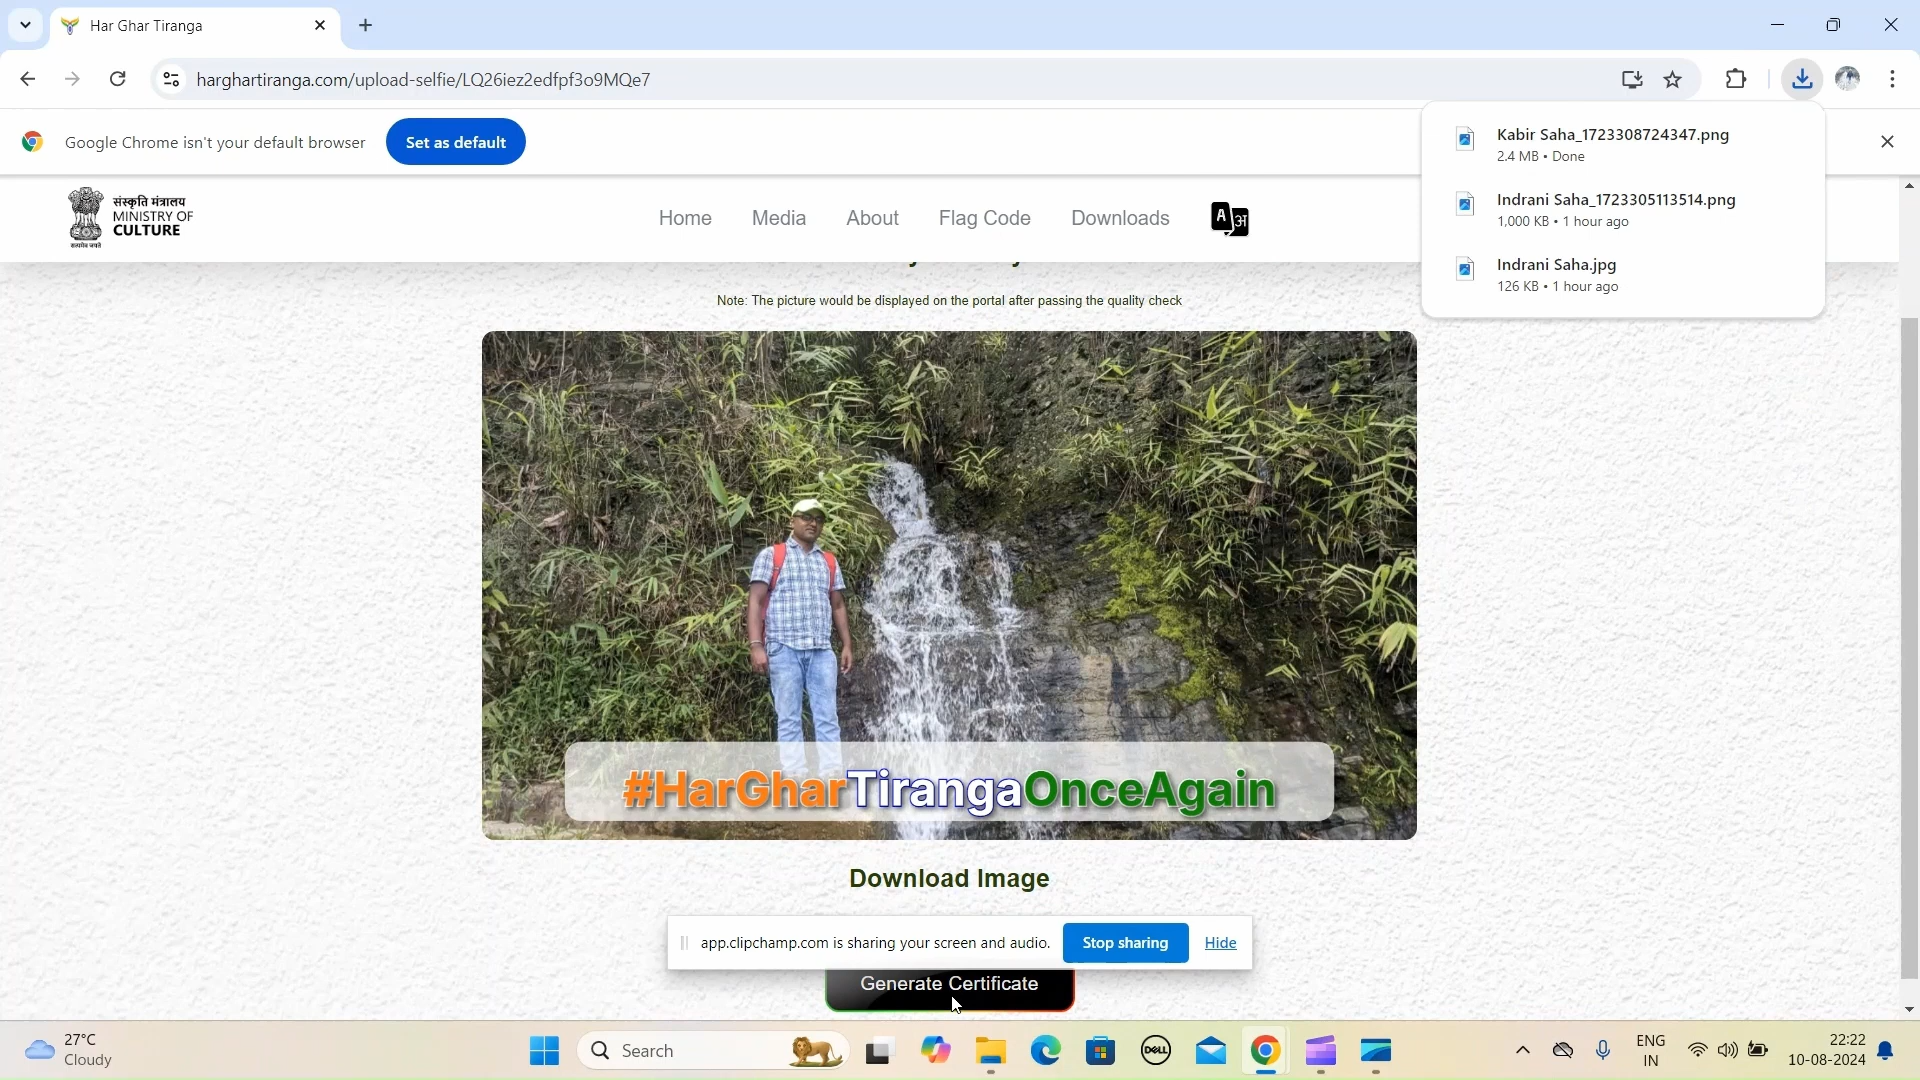 Har Ghar Tiranga
harghartiranga.com/upload-selfie/LQ26iez2edfpf3o9MQe7
Google Chrome isn't your default browser
Set as default
Kabir Saha_1723308724347.png
2.4 MB • Done
Indrani Saha_1723305113514.png
1,000 KB • 1 hour ago
Indrani Saha.jpg
126 KB • 1 hour ago
संस्कृति मंत्रालय
MINISTRY OF
CULTURE
सत्यमेव जयते
Home
Media
About
Flag Code
Downloads
A अ
Note: The picture would be displayed on the portal after passing the quality check
#HarGharTirangaOnceAgain
Download Image
app.clipchamp.com is sharing your screen and audio.
Stop sharing
Hide
Generate Certificate
27°C
Cloudy
Search
DELL
ENG
IN
22:22
10-08-2024